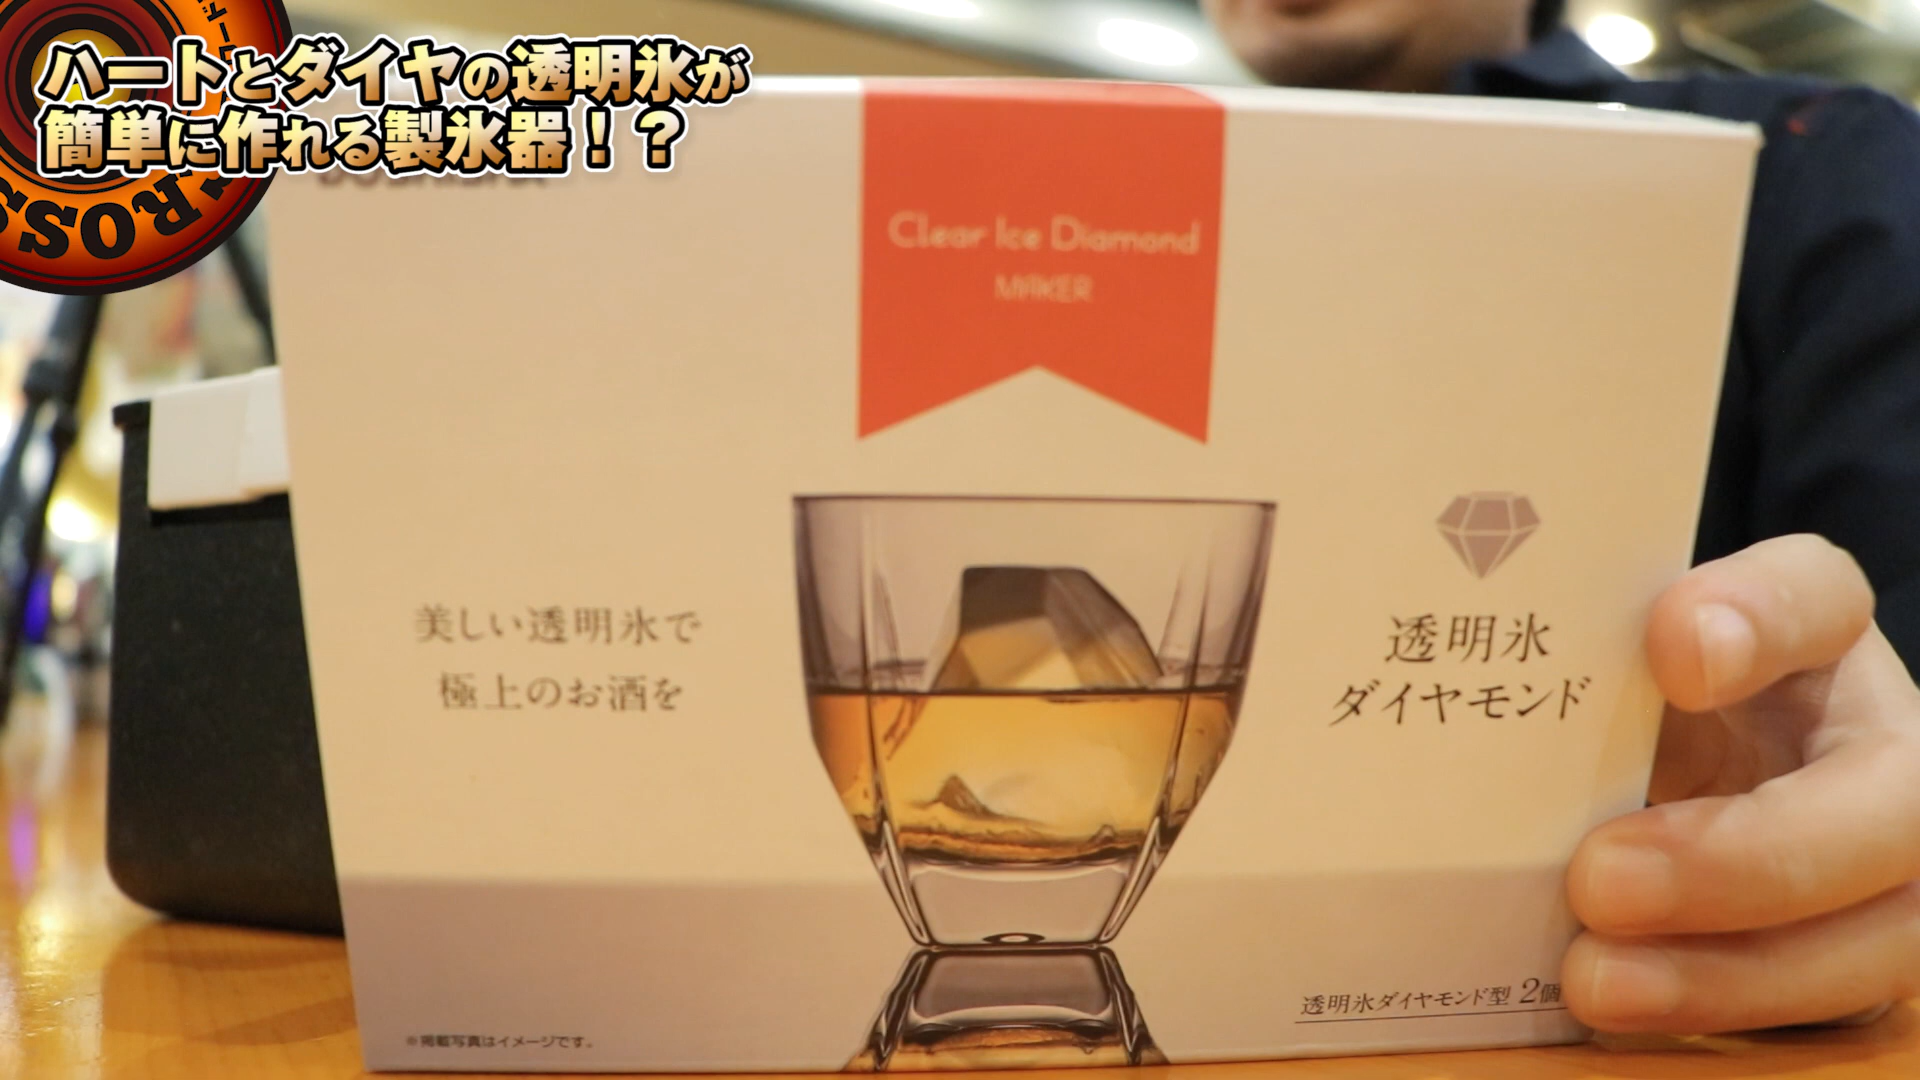 ハートとダイヤの透明氷が
簡単に作れる製氷器！？
Clear Ice Diamond
MAKER
美しい透明氷で
極上のお酒を
透明氷
ダイヤモンド
透明氷ダイヤモンド型 2個
※掲載写真はイメージです。